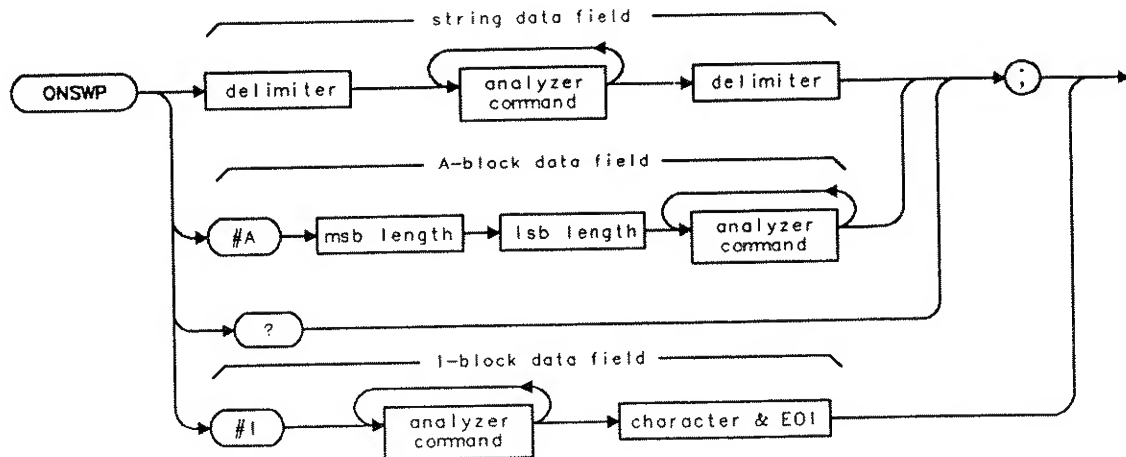 string data field
ONSWP
delimiter
analyzer
command
delimiter
;
A-block data field
#A
msb length
lsb length
analyzer
command
?
I-block data field
#I
analyzer
command
character & EOI